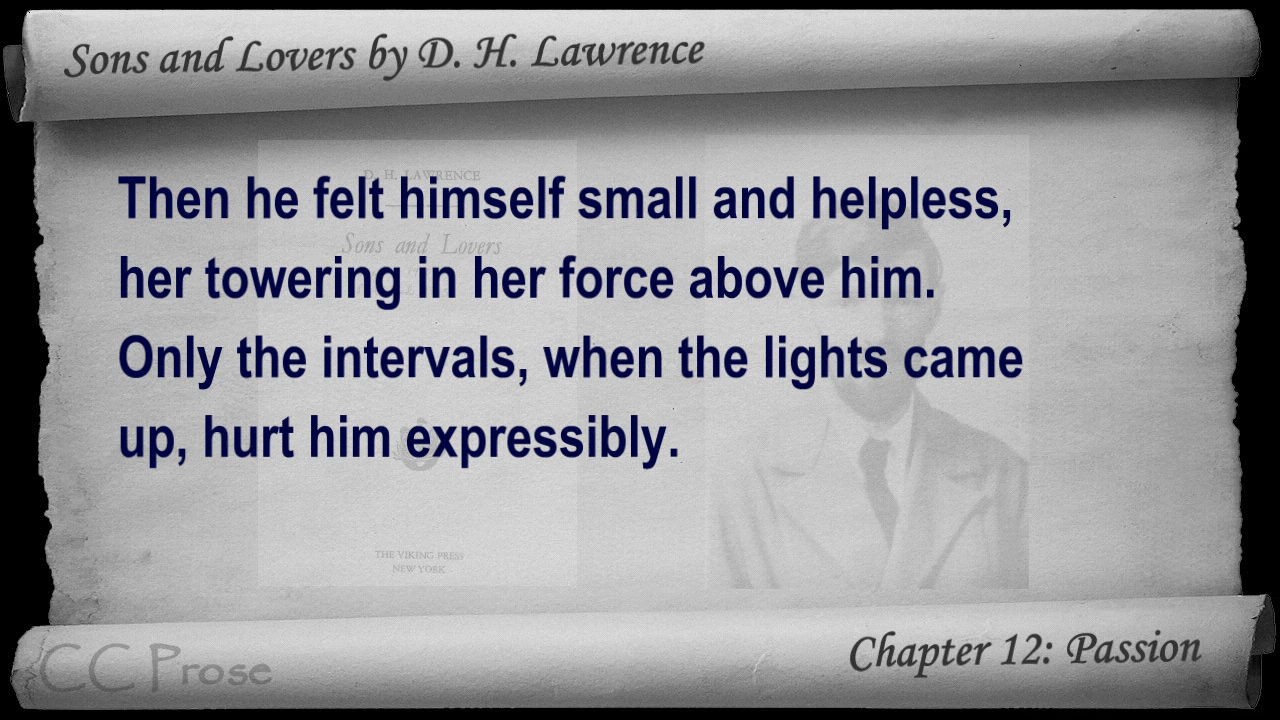 Sons and Lovers by D. H. Lawrence
D. H. LAWRENCE
Then he felt himself small and helpless,
Sons and Lovers
her towering in her force above him.
Only the intervals, when the lights came
up, hurt him expressibly.
THE VIKING PRESS
NEW YORK
CC Prose
Chapter 12: Passion